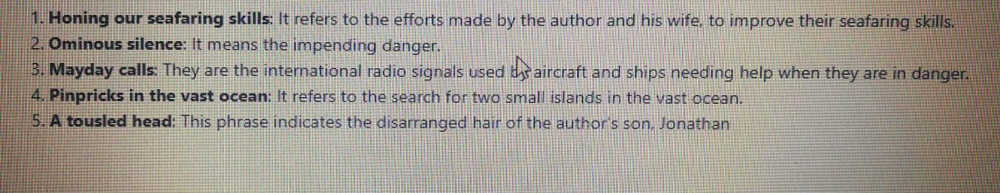 1. Honing our seafaring skills: It refers to the efforts made by the author and his wife, to improve their seafaring skills.
2. Ominous silence: It means the impending danger.
3. Mayday calls: They are the international radio signals used by aircraft and ships needing help when they are in danger.
4. Pinpricks in the vast ocean: It refers to the search for two small islands in the vast ocean.
5. A tousled head: This phrase indicates the disarranged hair of the author's son, Jonathan